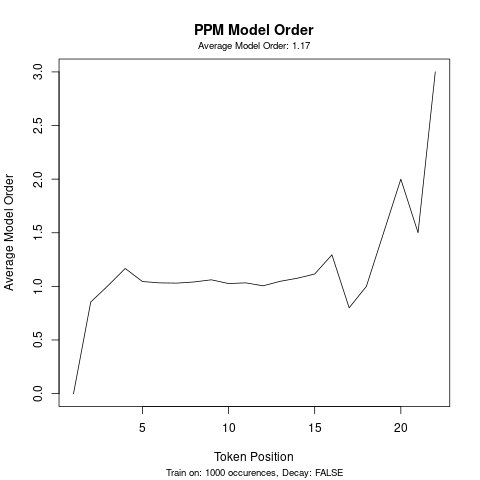 PPM Model Order
Average Model Order: 1.17
Average Model Order
3.0
2.5
2.0
1.5
1.0
0.5
0.0
5 10 15 20
Token Position
Train on: 1000 occurences, Decay: FALSE